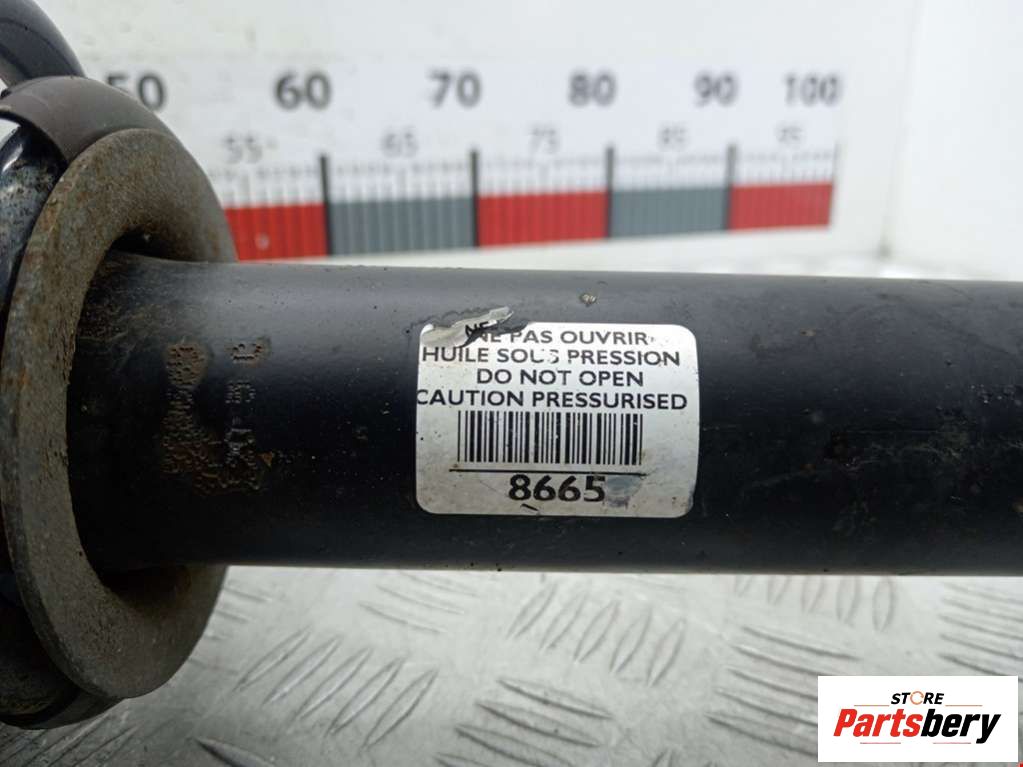 50 60 70 80 90 100
55 65 75 85 95
NE PAS OUVRIR
HUILE SOUS PRESSION
DO NOT OPEN
CAUTION PRESSURISED
8665
STORE
Partsbery